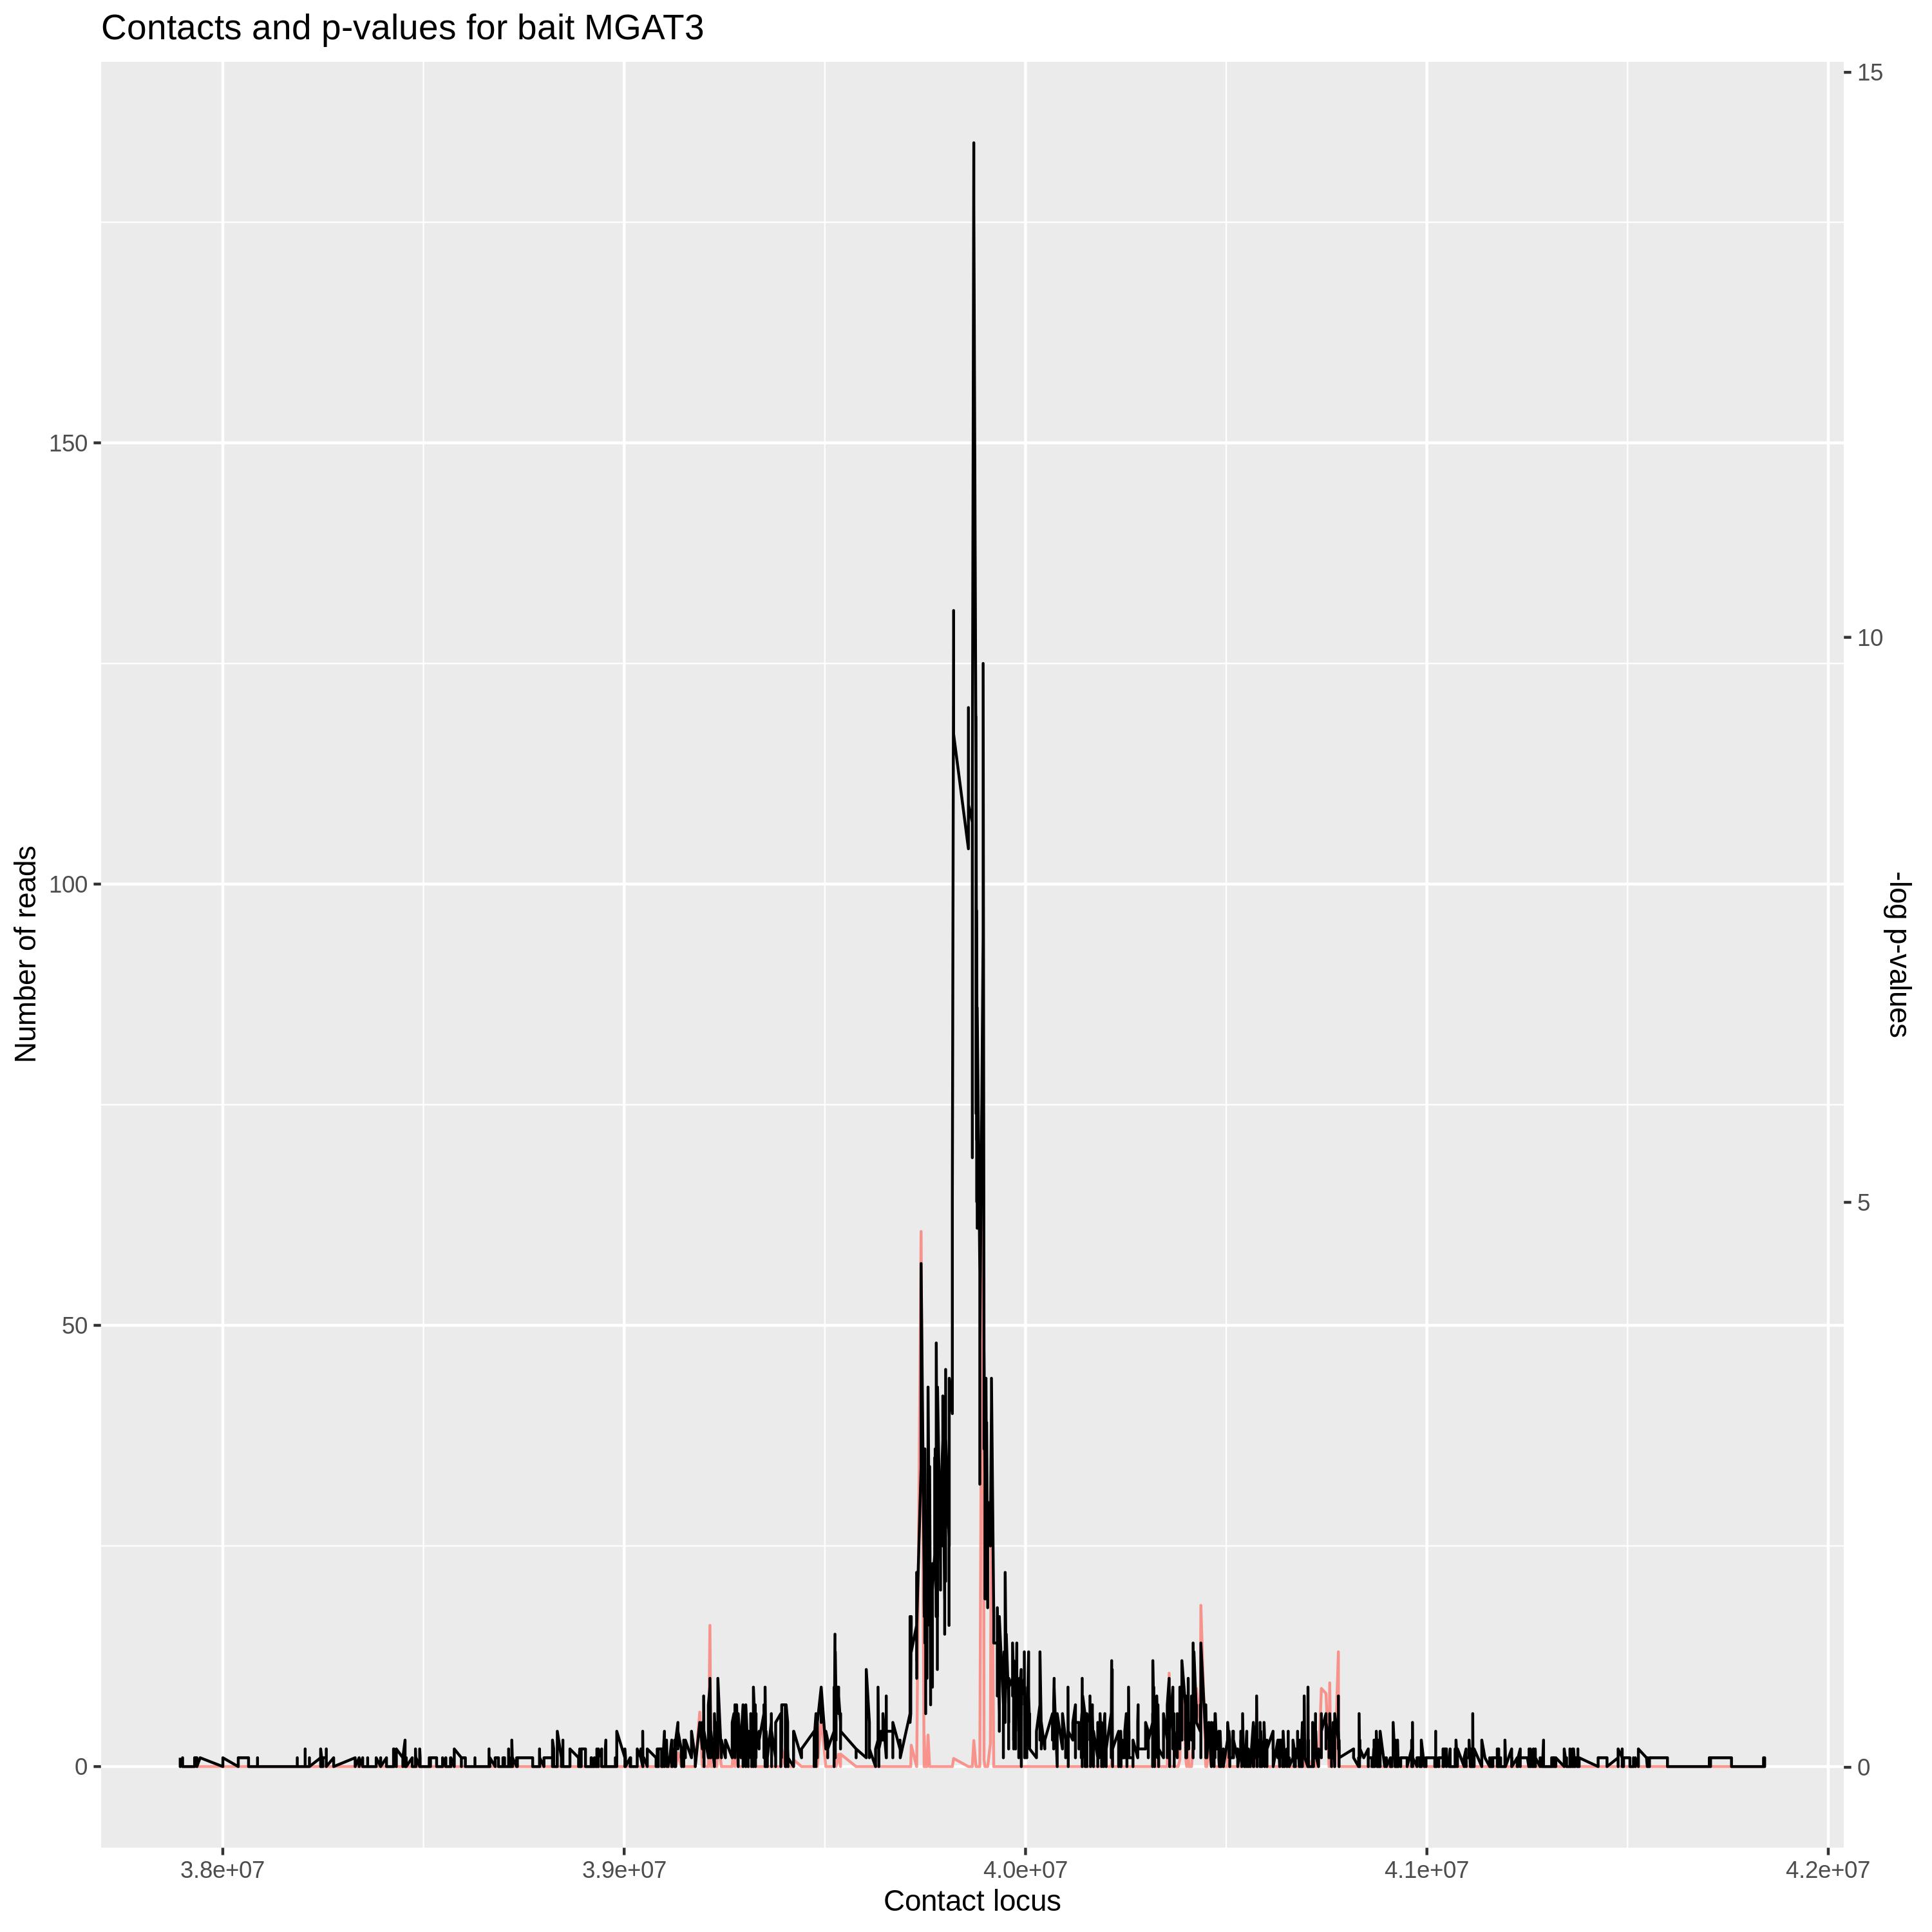 Contacts and p-values for bait MGAT3
15
150
10
100
5
50
0
0
Number of reads
-log p-values
3.8e+07
3.9e+07
4.0e+07
4.1e+07
4.2e+07
Contact locus